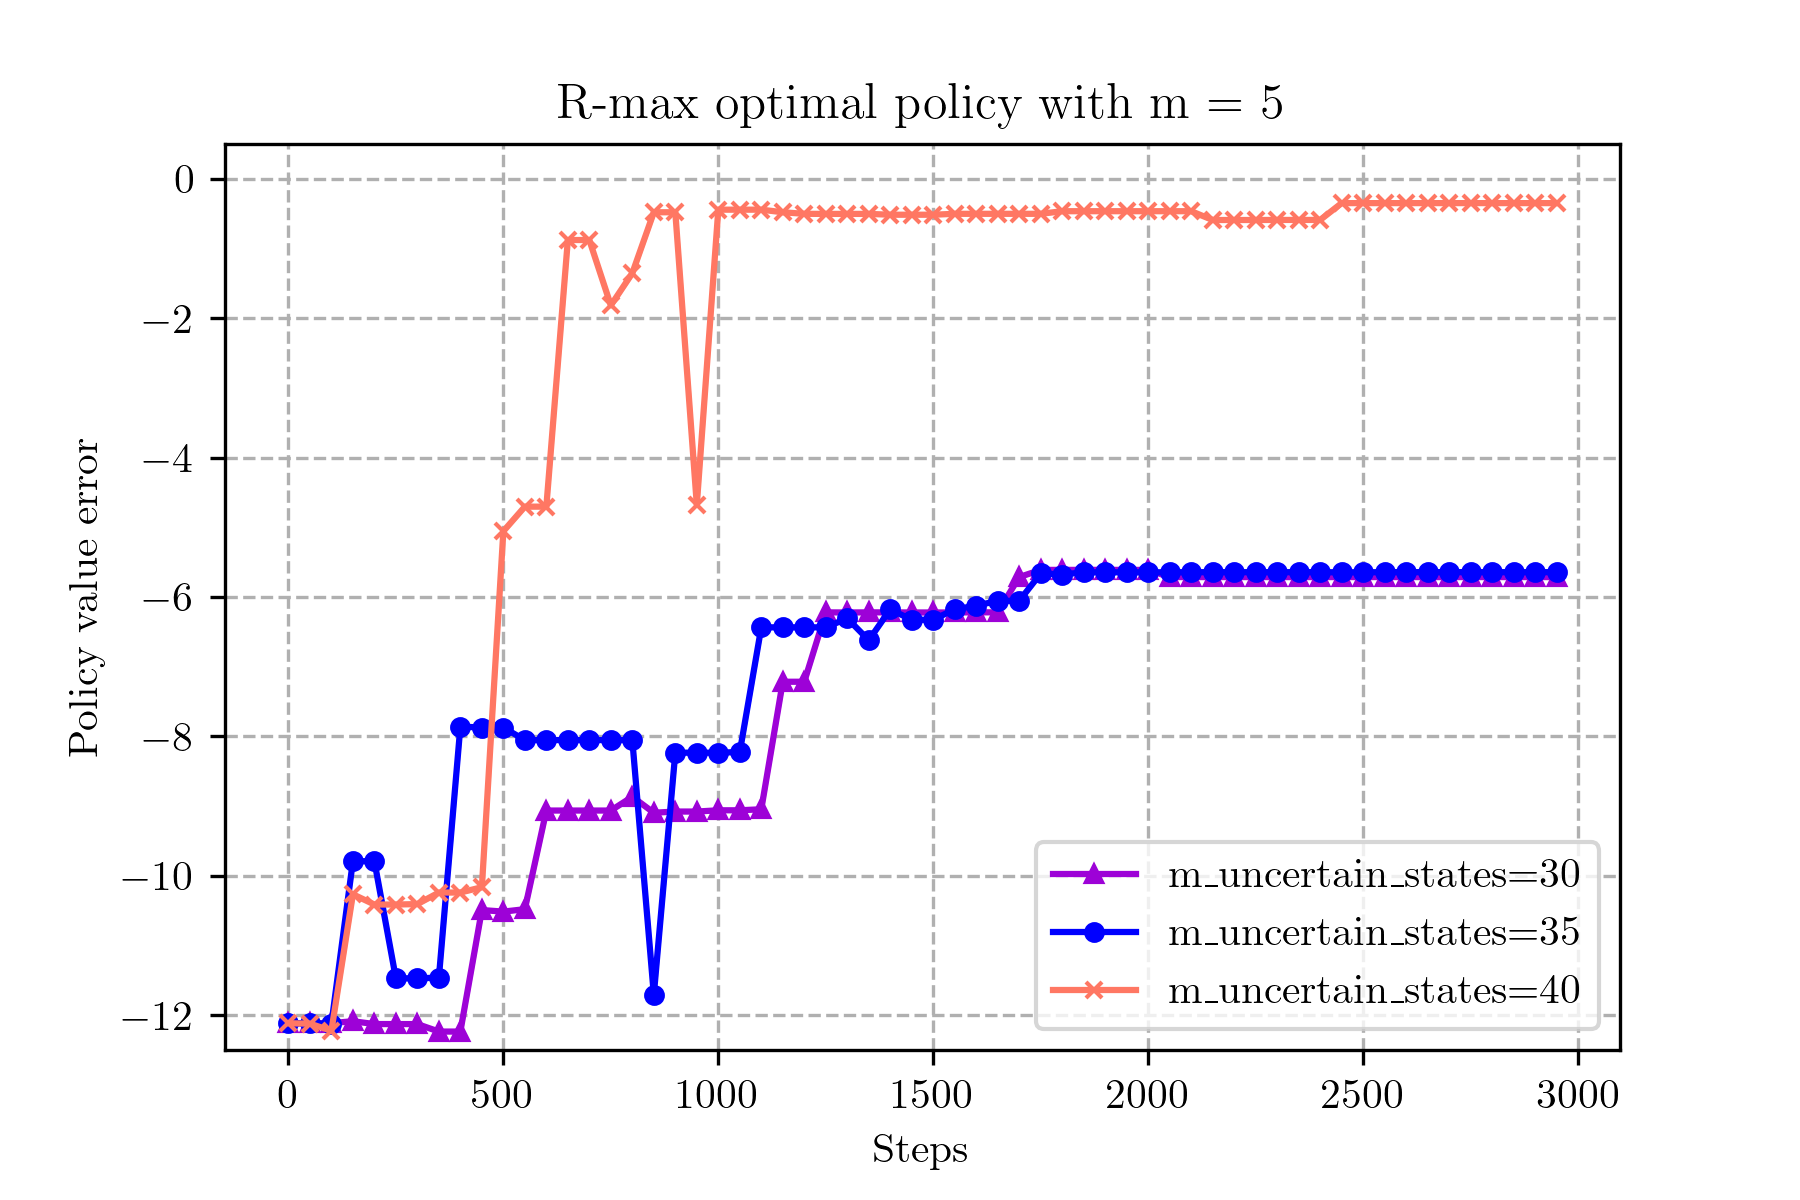 R-max optimal policy with m = 5
Policy value error
0
−2
−4
−6
−8
−10
−12
m_uncertain_states=30
m_uncertain_states=35
m_uncertain_states=40
0 500 1000 1500 2000 2500 3000
Steps